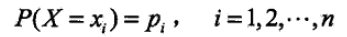 P(X = x_i) = p_i ,  i = 1, 2, ⋯, n